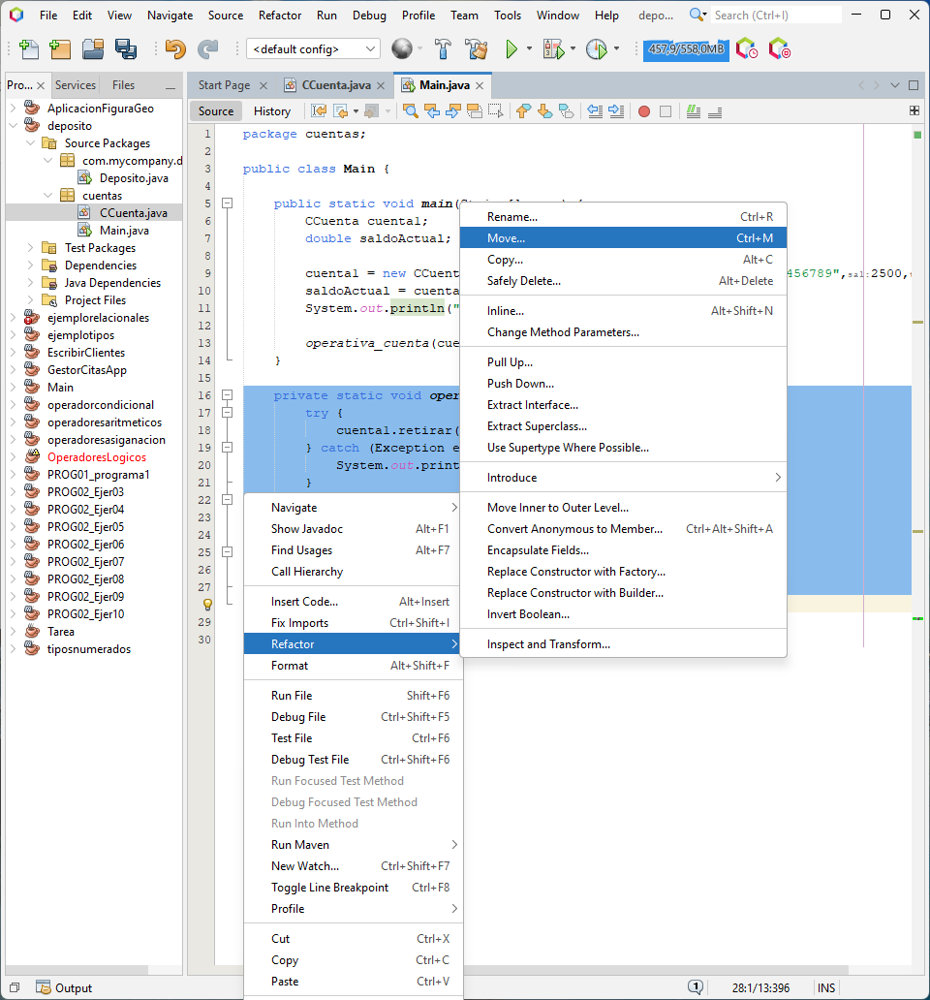 File Edit View Navigate Source Refactor Run Debug Profile Team Tools Window Help depo... Search (Ctrl+I)
<default config> 457,9/558,0MB
Pro... Services Files
Start Page CCuenta.java Main.java
Source History
AplicacionFiguraGeo
deposito
Source Packages
com.mycompany.d
Deposito.java
cuentas
CCuenta.java
Main.java
Test Packages
Dependencies
Java Dependencies
Project Files
ejemplorelacionales
ejemplotipos
EscribirClientes
GestorCitasApp
Main
operadorcondicional
operadoresaritmeticos
operadoresasiganacion
OperadoresLogicos
PROG01_programa1
PROG02_Ejer03
PROG02_Ejer04
PROG02_Ejer05
PROG02_Ejer06
PROG02_Ejer07
PROG02_Ejer08
PROG02_Ejer09
PROG02_Ejer10
Tarea
tiposnumerados
1 package cuentas;
2
3 public class Main {
4
5 public static void main(
6 CCuenta cuental;
7 double saldoActual;
8
9 cuental = new CCuent 456789",sal:2500,
10 saldoActual = cuenta
11 System.out.println("
12
13 operativa_cuenta(cue
14 }
15
16 private static void oper
17 try {
18 cuental.retirar(
19 } catch (Exception e
20 System.out.print
21 }
22
23
24
25
26
27
29
30
Rename... Ctrl+R
Move... Ctrl+M
Copy... Alt+C
Safely Delete... Alt+Delete
Inline... Alt+Shift+N
Change Method Parameters...
Pull Up...
Push Down...
Extract Interface...
Extract Superclass...
Use Supertype Where Possible...
Introduce
Move Inner to Outer Level...
Convert Anonymous to Member... Ctrl+Alt+Shift+A
Encapsulate Fields...
Replace Constructor with Factory...
Replace Constructor with Builder...
Invert Boolean...
Inspect and Transform...
Navigate
Show Javadoc Alt+F1
Find Usages Alt+F7
Call Hierarchy
Insert Code... Alt+Insert
Fix Imports Ctrl+Shift+I
Refactor
Format Alt+Shift+F
Run File Shift+F6
Debug File Ctrl+Shift+F5
Test File Ctrl+F6
Debug Test File Ctrl+Shift+F6
Run Focused Test Method
Debug Focused Test Method
Run Into Method
Run Maven
New Watch... Ctrl+Shift+F7
Toggle Line Breakpoint Ctrl+F8
Profile
Cut Ctrl+X
Copy Ctrl+C
Paste Ctrl+V
Output 1 28:1/13:396 INS